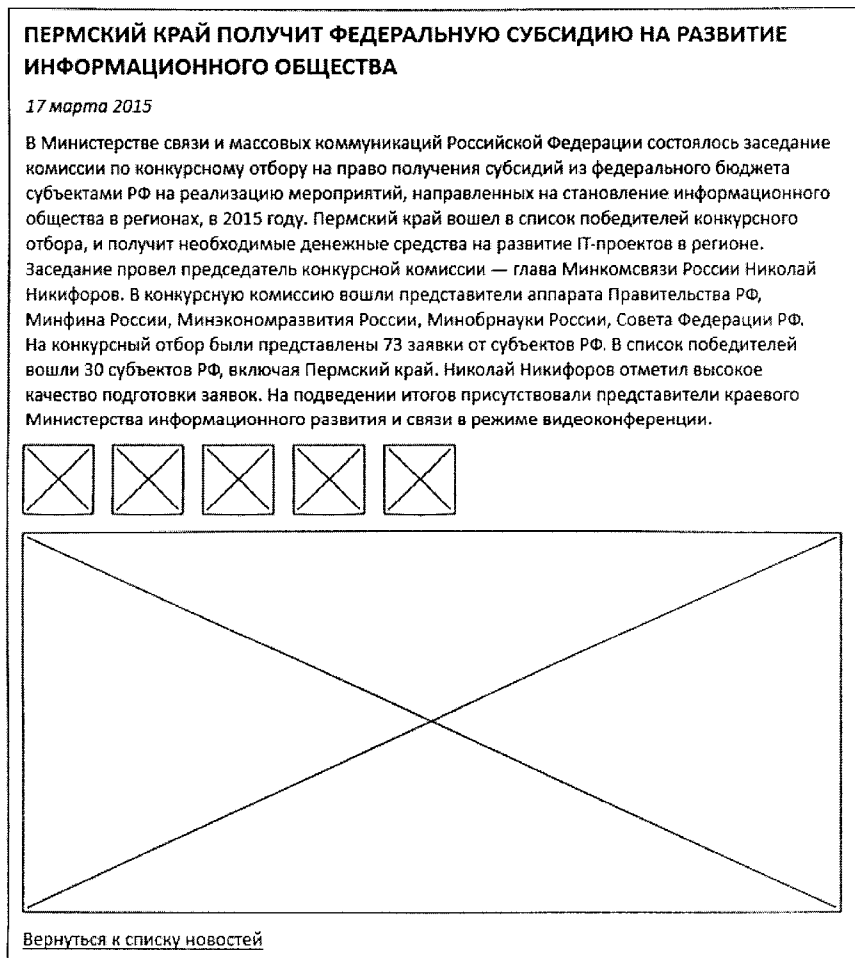 ПЕРМСКИЙ КРАЙ ПОЛУЧИТ ФЕДЕРАЛЬНУЮ СУБСИДИЮ НА РАЗВИТИЕ
ИНФОРМАЦИОННОГО ОБЩЕСТВА
17 марта 2015
В Министерстве связи и массовых коммуникаций Российской Федерации состоялось заседание
комиссии по конкурсному отбору на право получения субсидий из федерального бюджета
субъектами РФ на реализацию мероприятий, направленных на становление информационного
общества в регионах, в 2015 году. Пермский край вошел в список победителей конкурсного
отбора, и получит необходимые денежные средства на развитие IT-проектов в регионе.
Заседание провел председатель конкурсной комиссии — глава Минкомсвязи России Николай
Никифоров. В конкурсную комиссию вошли представители аппарата Правительства РФ,
Минфина России, Минэкономразвития России, Минобрнауки России, Совета Федерации РФ.
На конкурсный отбор были представлены 73 заявки от субъектов РФ. В список победителей
вошли 30 субъектов РФ, включая Пермский край. Николай Никифоров отметил высокое
качество подготовки заявок. На подведении итогов присутствовали представители краевого
Министерства информационного развития и связи в режиме видеоконференции.
Вернуться к списку новостей